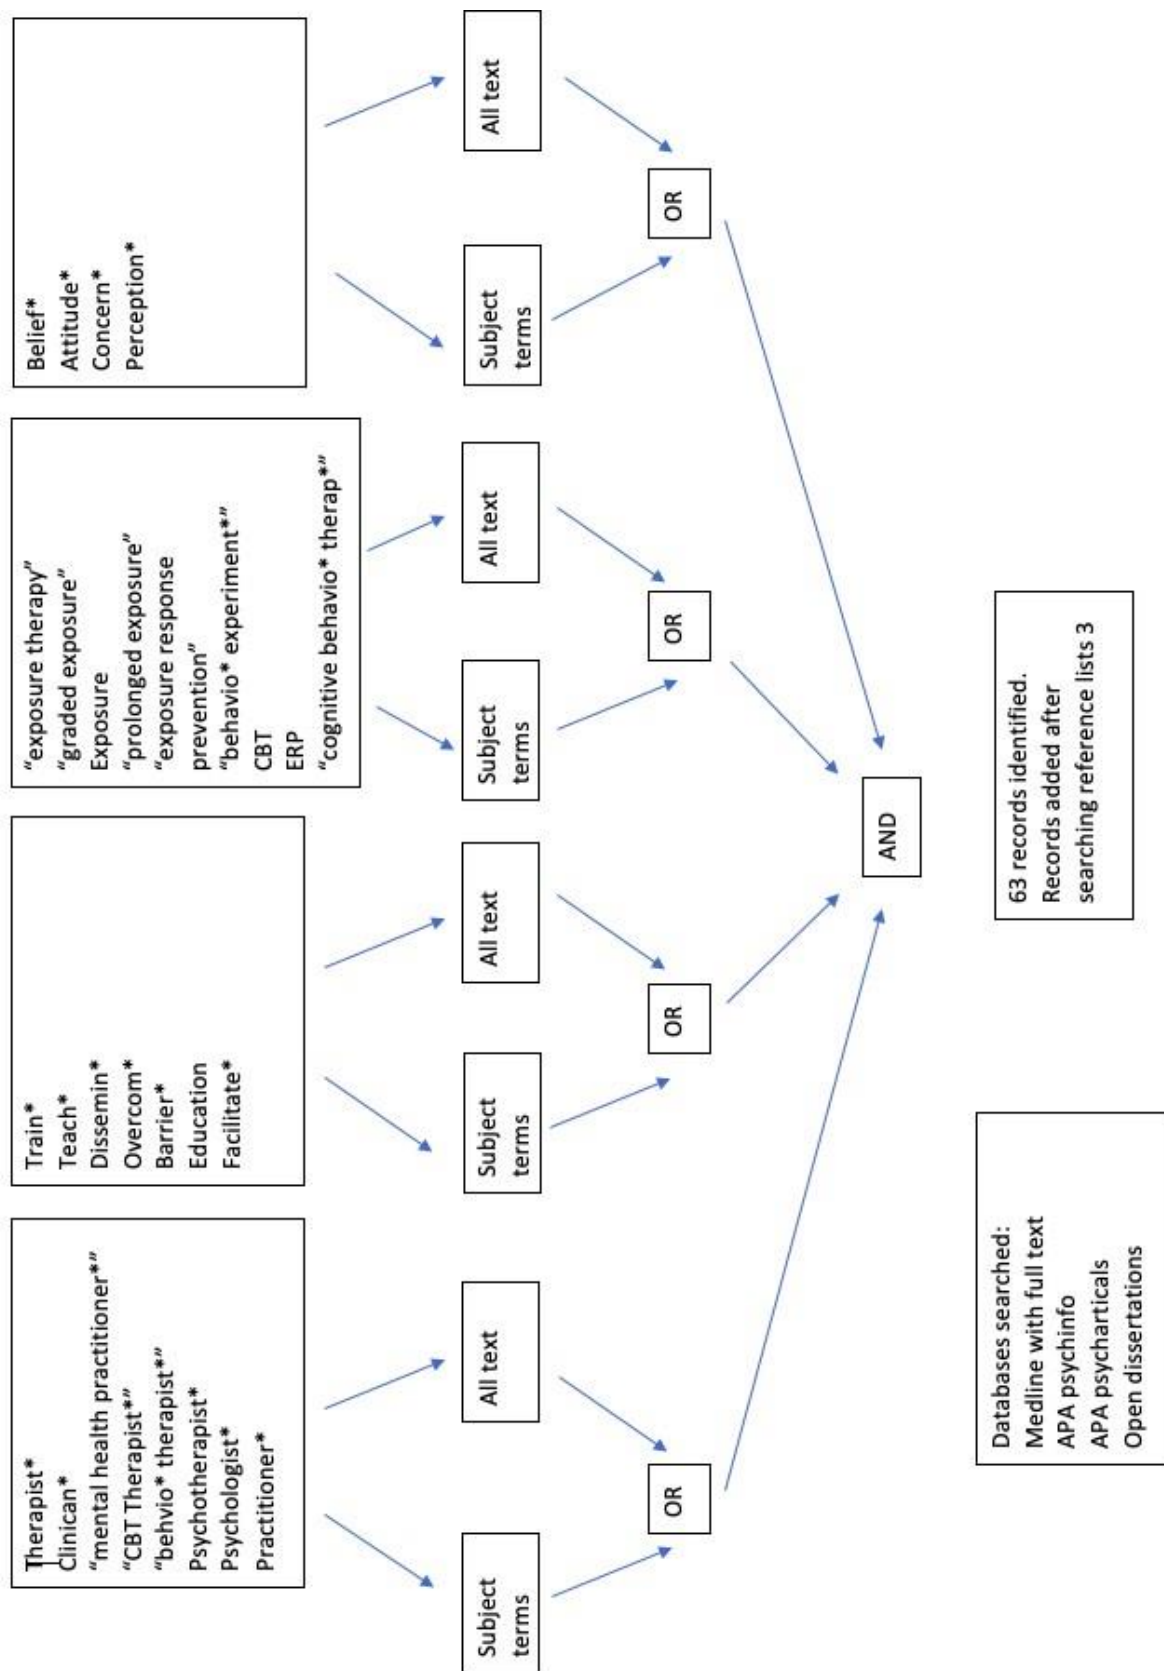 Therapist*
Clinican*
“mental health practitioner*”
“CBT Therapist*”
“behvio* therapist*”
Psychotherapist*
Psychologist*
Practitioner*
Train*
Teach*
Dissemin*
Overcom*
Barrier*
Education
Facilitate*
“exposure therapy”
“graded exposure”
Exposure
“prolonged exposure”
“exposure response
prevention”
“behavio* experiment*”
CBT
ERP
“cognitive behavio* therap*”
Belief*
Attitude*
Concern*
Perception*
Subject
terms
All text
Subject
terms
All text
Subject
terms
All text
Subject
terms
All text
OR
OR
OR
OR
AND
Databases searched:
Medline with full text
APA psychinfo
APA psycharticals
Open dissertations
63 records identified.
Records added after
searching reference lists 3